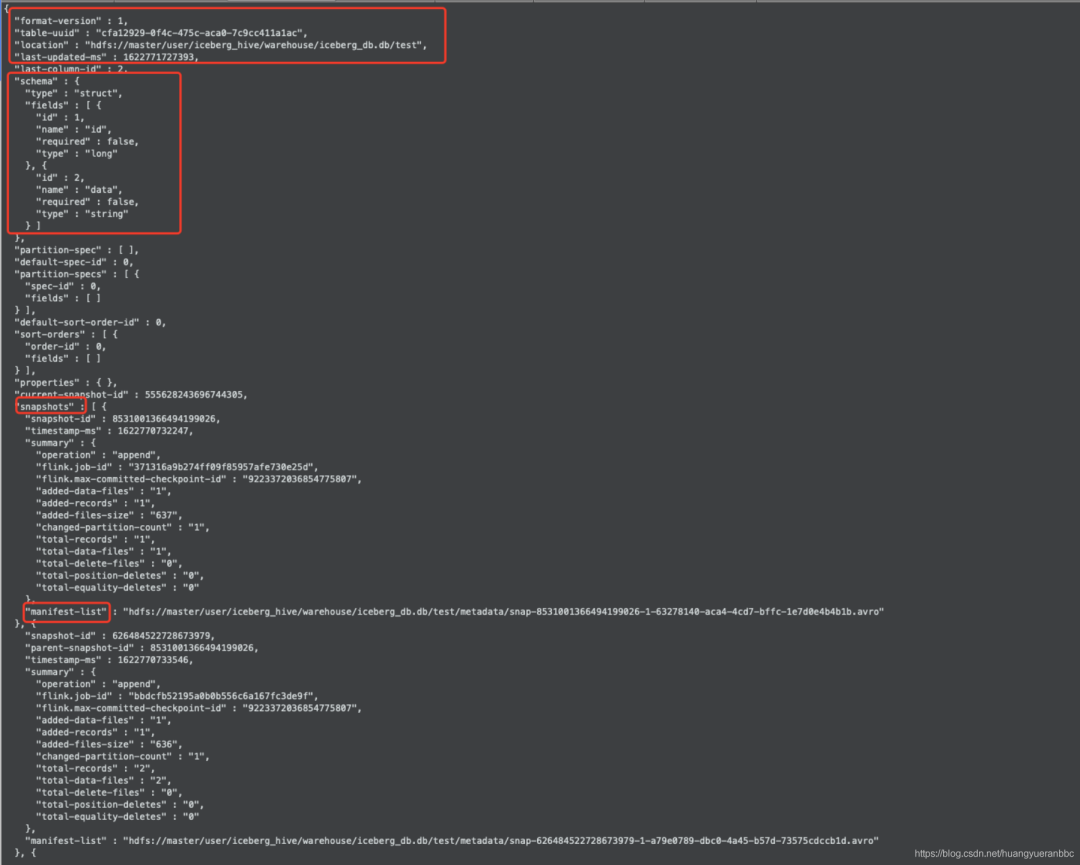 {
"format-version" : 1,
"table-uuid" : "cfa12929-0f4c-475c-aca0-7c9cc411a1ac",
"location" : "hdfs://master/user/iceberg_hive/warehouse/iceberg_db.db/test",
"last-updated-ms" : 1622771727393,
"last-column-id" : 2,
"schema" : {
"type" : "struct",
"fields" : [ {
"id" : 1,
"name" : "id",
"required" : false,
"type" : "long"
}, {
"id" : 2,
"name" : "data",
"required" : false,
"type" : "string"
} ]
},
"partition-spec" : [ ],
"default-spec-id" : 0,
"partition-specs" : [ {
"spec-id" : 0,
"fields" : [ ]
} ],
"default-sort-order-id" : 0,
"sort-orders" : [ {
"order-id" : 0,
"fields" : [ ]
} ],
"properties" : { },
"current-snapshot-id" : 555628243696744305,
"snapshots" : [ {
"snapshot-id" : 8531001366494199026,
"timestamp-ms" : 1622770732247,
"summary" : {
"operation" : "append",
"flink.job-id" : "371316a9b274ff09f85957afe730e25d",
"flink.max-committed-checkpoint-id" : "9223372036854775807",
"added-data-files" : "1",
"added-records" : "1",
"added-files-size" : "637",
"changed-partition-count" : "1",
"total-records" : "1",
"total-data-files" : "1",
"total-delete-files" : "0",
"total-position-deletes" : "0",
"total-equality-deletes" : "0"
},
"manifest-list" : "hdfs://master/user/iceberg_hive/warehouse/iceberg_db.db/test/metadata/snap-8531001366494199026-1-63278140-aca4-4cd7-bffc-1e7d0e4b4b1b.avro"
}, {
"snapshot-id" : 626484522728673979,
"parent-snapshot-id" : 8531001366494199026,
"timestamp-ms" : 1622770733546,
"summary" : {
"operation" : "append",
"flink.job-id" : "bbdcfb52195a0b0b556c6a167fc3de9f",
"flink.max-committed-checkpoint-id" : "9223372036854775807",
"added-data-files" : "1",
"added-records" : "1",
"added-files-size" : "636",
"changed-partition-count" : "1",
"total-records" : "2",
"total-data-files" : "2",
"total-delete-files" : "0",
"total-position-deletes" : "0",
"total-equality-deletes" : "0"
},
"manifest-list" : "hdfs://master/user/iceberg_hive/warehouse/iceberg_db.db/test/metadata/snap-626484522728673979-1-a79e0789-dbc0-4a45-b57d-73575cdccb1d.avro"
}, {
https://blog.csdn.net/huangyueranbbc